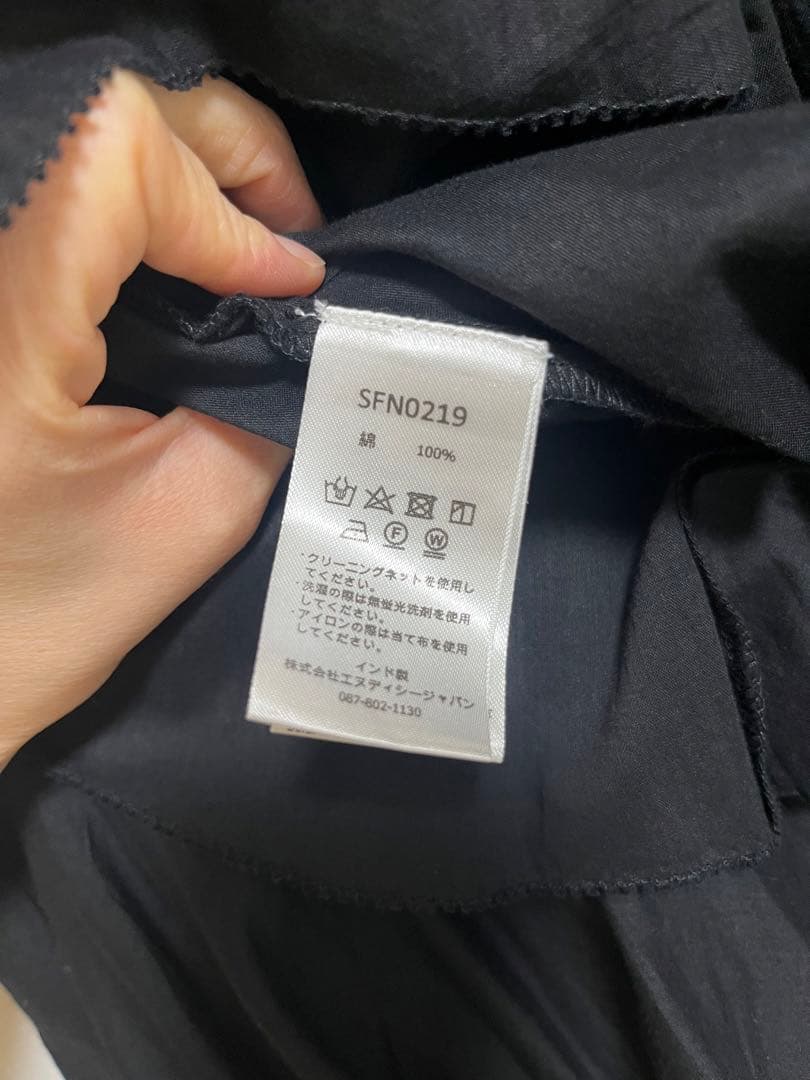 SFN0219
綿 100%
F W
・クリーニングネットを使用し
てください。
・洗濯の際は無蛍光洗剤を使用
してください。
・アイロンの際は当て布を使用
してください。
インド製
株式会社エヌディシージャパン
087-802-1130